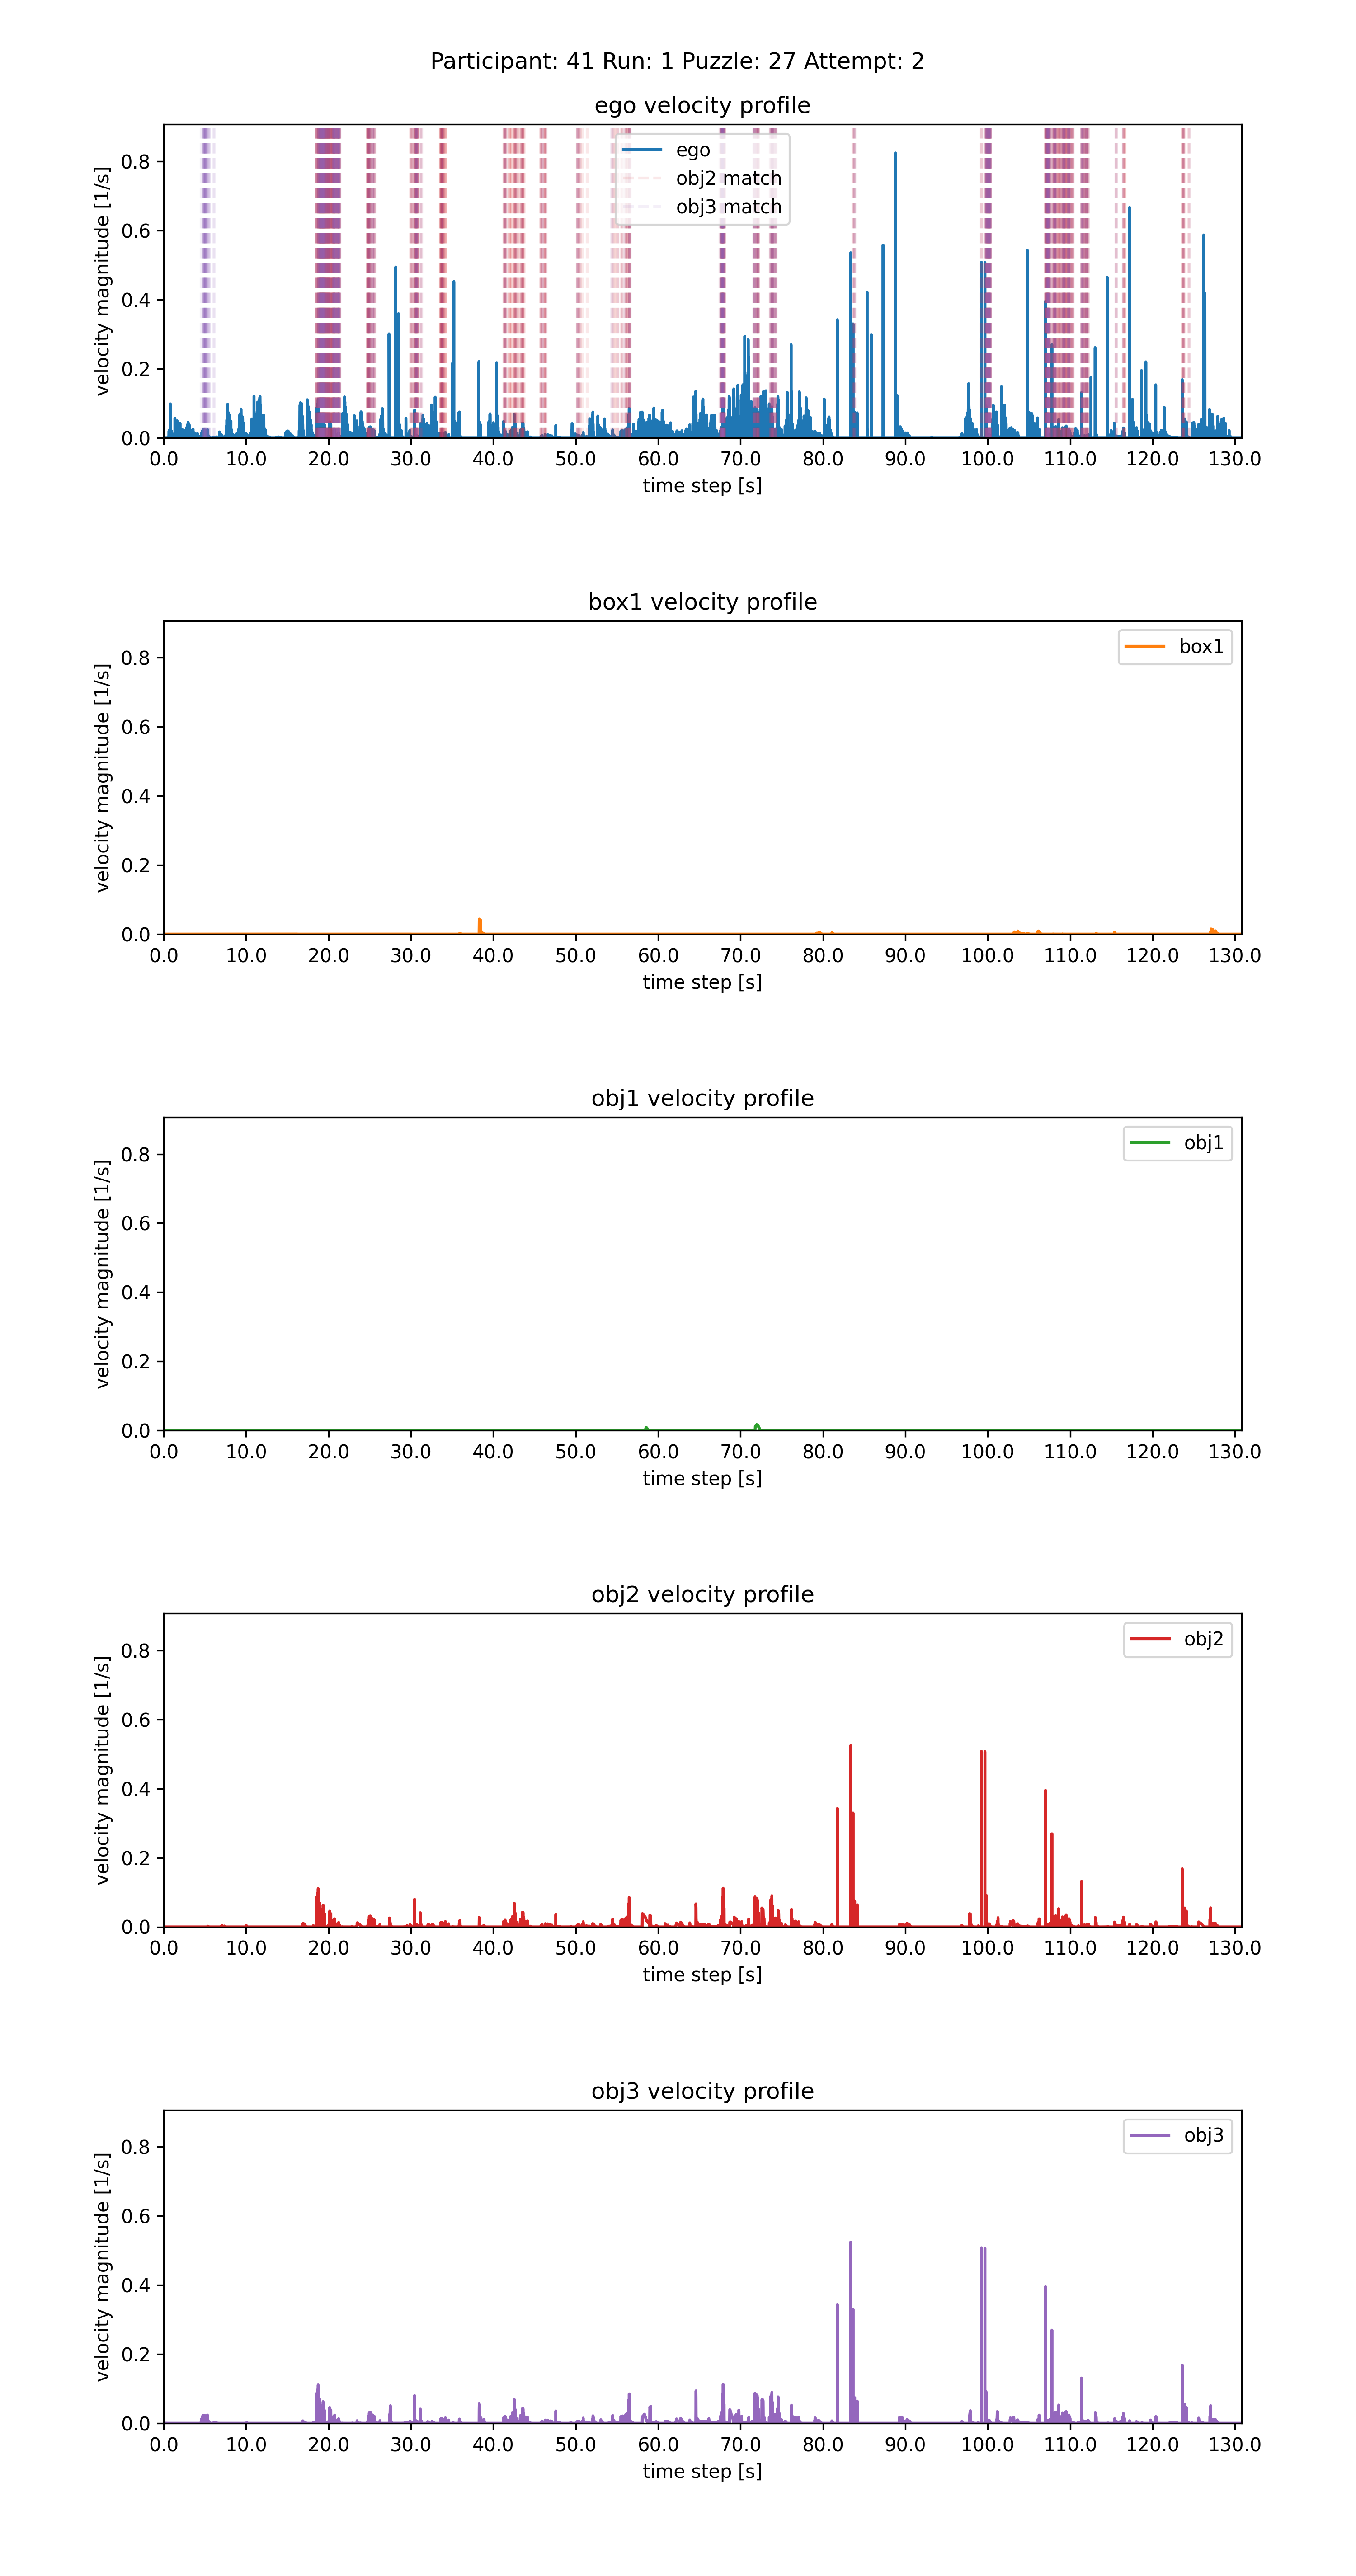 Participant: 41 Run: 1 Puzzle: 27 Attempt: 2
ego velocity profile
velocity magnitude [1/s]
0.8
0.6
0.4
0.2
0.0
ego
obj2 match
obj3 match
0.0 10.0 20.0 30.0 40.0 50.0 60.0 70.0 80.0 90.0 100.0 110.0 120.0 130.0
time step [s]
box1 velocity profile
velocity magnitude [1/s]
0.8
0.6
0.4
0.2
0.0
box1
0.0 10.0 20.0 30.0 40.0 50.0 60.0 70.0 80.0 90.0 100.0 110.0 120.0 130.0
time step [s]
obj1 velocity profile
velocity magnitude [1/s]
0.8
0.6
0.4
0.2
0.0
obj1
0.0 10.0 20.0 30.0 40.0 50.0 60.0 70.0 80.0 90.0 100.0 110.0 120.0 130.0
time step [s]
obj2 velocity profile
velocity magnitude [1/s]
0.8
0.6
0.4
0.2
0.0
obj2
0.0 10.0 20.0 30.0 40.0 50.0 60.0 70.0 80.0 90.0 100.0 110.0 120.0 130.0
time step [s]
obj3 velocity profile
velocity magnitude [1/s]
0.8
0.6
0.4
0.2
0.0
obj3
0.0 10.0 20.0 30.0 40.0 50.0 60.0 70.0 80.0 90.0 100.0 110.0 120.0 130.0
time step [s]